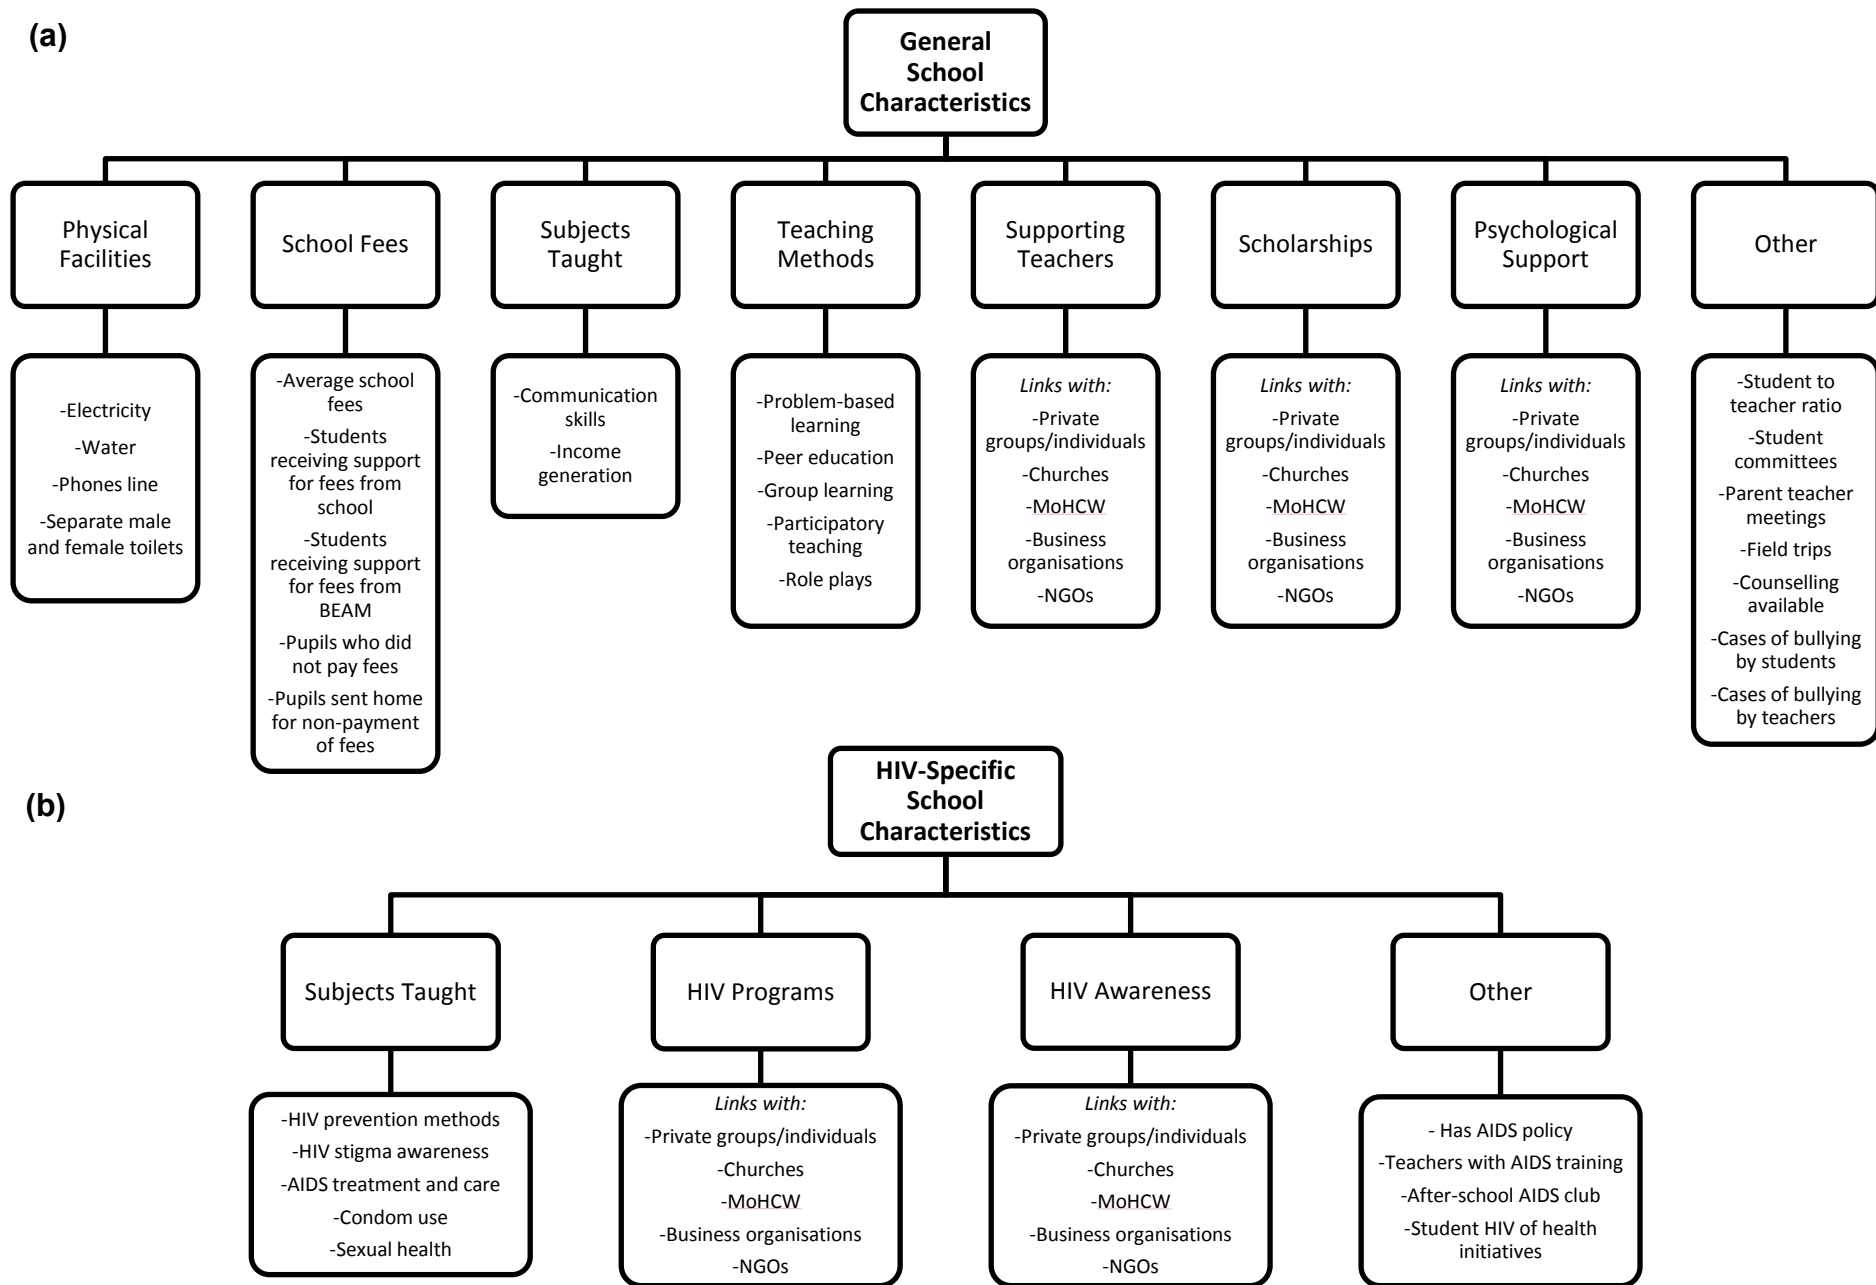 (a)
General
School
Characteristics
Physical
Facilities
School Fees
Subjects
Taught
Teaching
Methods
Supporting
Teachers
Scholarships
Psychological
Support
Other
-Electricity
-Water
-Phones line
-Separate male
and female toilets
-Average school
fees
-Students
receiving support
for fees from
school
-Students
receiving support
for fees from
BEAM
-Pupils who did
not pay fees
-Pupils sent home
for non-payment
of fees
-Communication
skills
-Income
generation
-Problem-based
learning
-Peer education
-Group learning
-Participatory
teaching
-Role plays
Links with:
-Private
groups/individuals
-Churches
-MoHCW
-Business
organisations
-NGOs
Links with:
-Private
groups/individuals
-Churches
-MoHCW
-Business
organisations
-NGOs
Links with:
-Private
groups/individuals
-Churches
-MoHCW
-Business
organisations
-NGOs
-Student to
teacher ratio
-Student
committees
-Parent teacher
meetings
-Field trips
-Counselling
available
-Cases of bullying
by students
-Cases of bullying
by teachers
(b)
HIV-Specific
School
Characteristics
Subjects Taught
HIV Programs
HIV Awareness
Other
-HIV prevention methods
-HIV stigma awareness
-AIDS treatment and care
-Condom use
-Sexual health
Links with:
-Private groups/individuals
-Churches
-MoHCW
-Business organisations
-NGOs
Links with:
-Private groups/individuals
-Churches
-MoHCW
-Business organisations
-NGOs
- Has AIDS policy
-Teachers with AIDS training
-After-school AIDS club
-Student HIV of health
initiatives